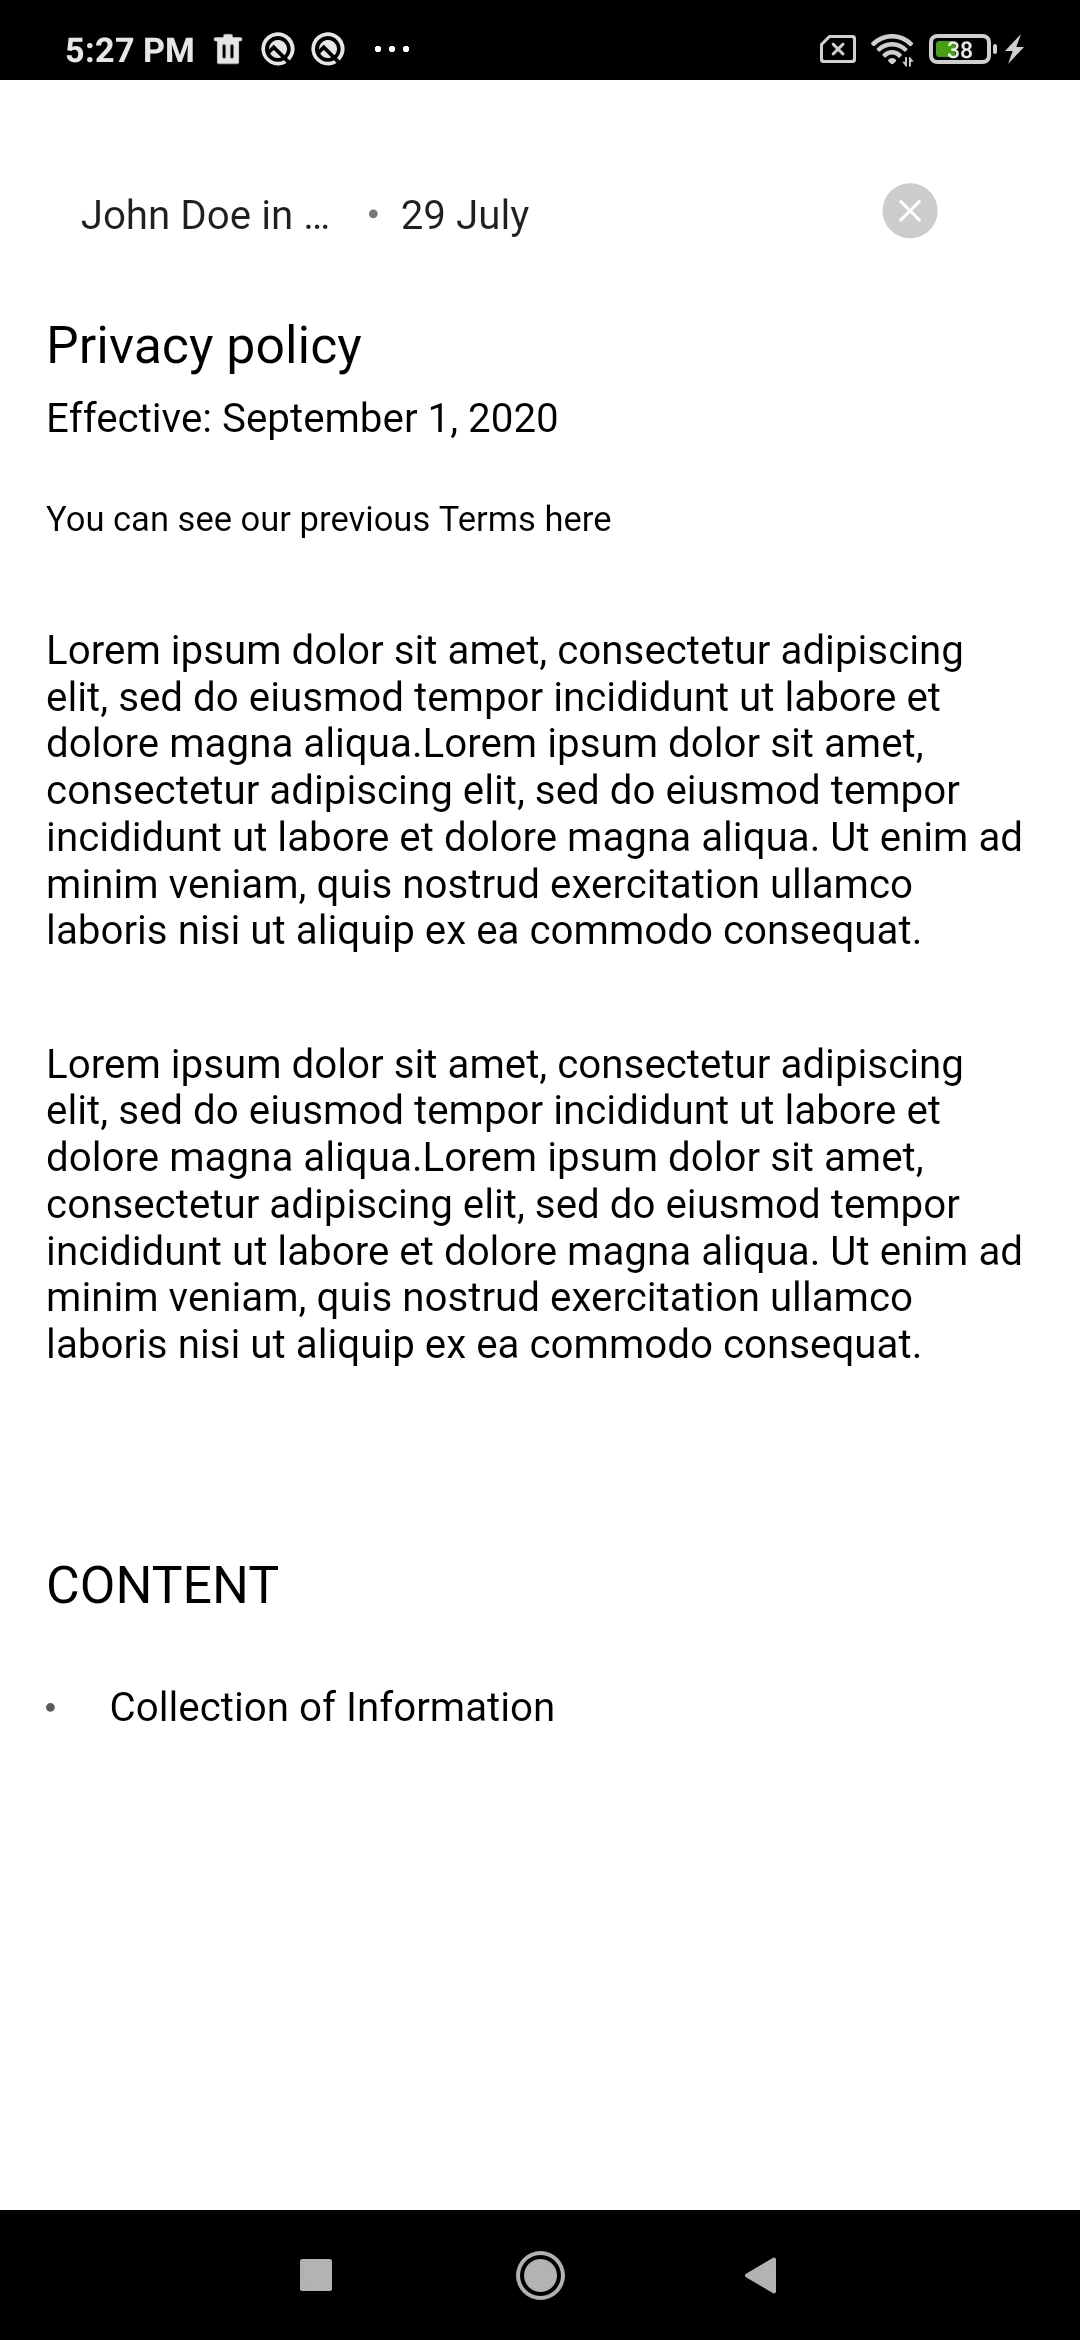 5:27 PM ... 38
John Doe in ... • 29 July
Privacy policy
Effective: September 1, 2020
You can see our previous Terms here
Lorem ipsum dolor sit amet, consectetur adipiscing
elit, sed do eiusmod tempor incididunt ut labore et
dolore magna aliqua.Lorem ipsum dolor sit amet,
consectetur adipiscing elit, sed do eiusmod tempor
incididunt ut labore et dolore magna aliqua. Ut enim ad
minim veniam, quis nostrud exercitation ullamco
laboris nisi ut aliquip ex ea commodo consequat.
Lorem ipsum dolor sit amet, consectetur adipiscing
elit, sed do eiusmod tempor incididunt ut labore et
dolore magna aliqua.Lorem ipsum dolor sit amet,
consectetur adipiscing elit, sed do eiusmod tempor
incididunt ut labore et dolore magna aliqua. Ut enim ad
minim veniam, quis nostrud exercitation ullamco
laboris nisi ut aliquip ex ea commodo consequat.
CONTENT
• Collection of Information